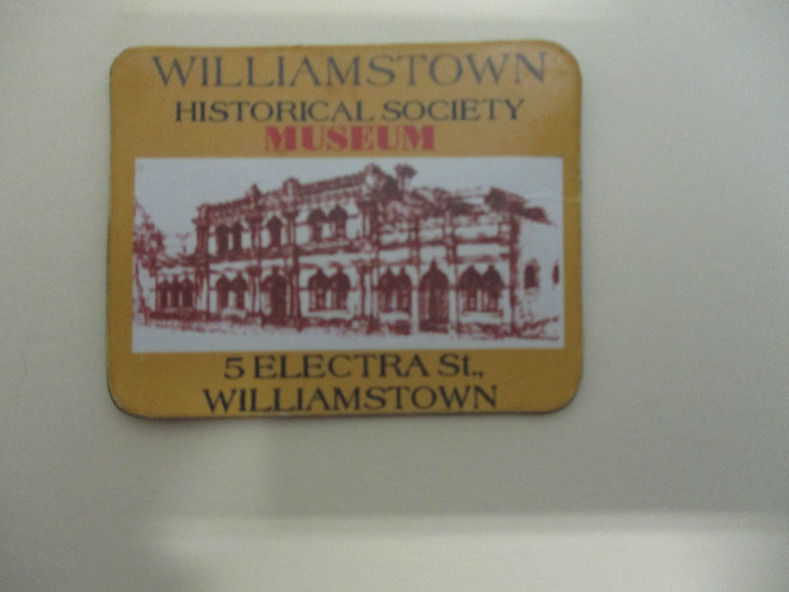 WILLIAMSTOWN
HISTORICAL SOCIETY
MUSEUM
5 ELECTRA St.,
WILLIAMSTOWN